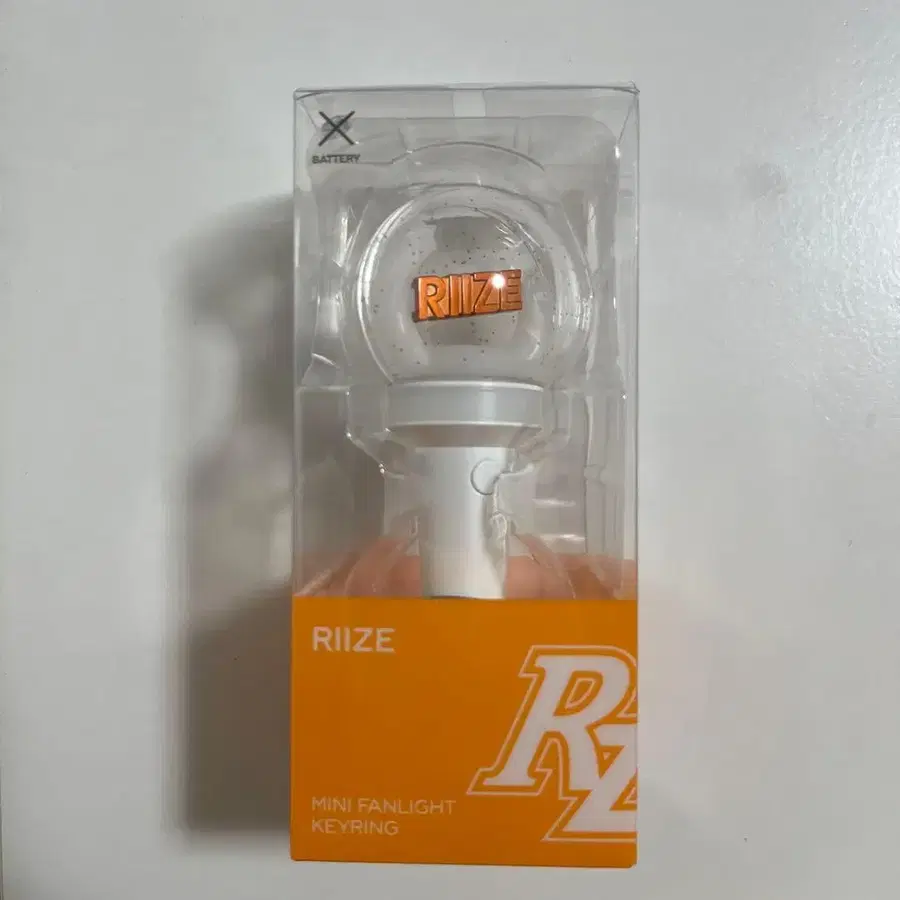 BATTERY
RIIZE
RIIZE
RZ
MINI FANLIGHT
KEYRING